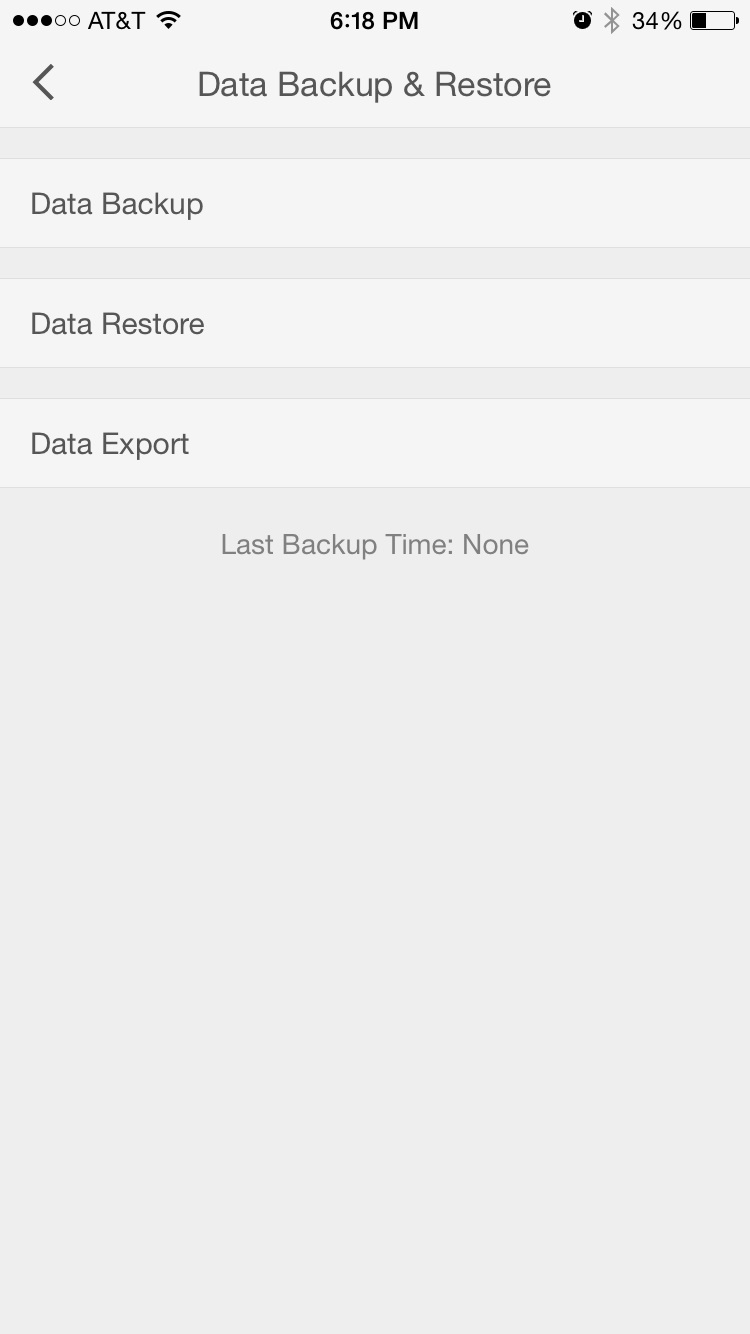 AT&T 6:18 PM 34%
Data Backup & Restore
Data Backup
Data Restore
Data Export
Last Backup Time: None